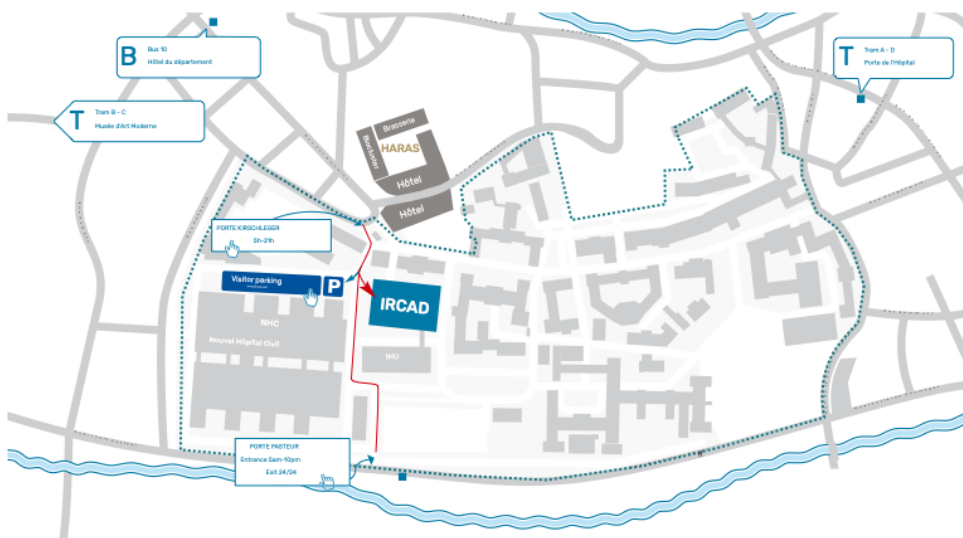 B
Bus 10
Hôtel du département
T
Tram A - D
Porte de l'Hôpital
T
Tram B - C
Musée d'Art Moderne
Brasserie
Biocluster
HARAS
Hôtel
Hôtel
PORTE KIRSCHLEGER
5h-21h
Visitor parking
P
IRCAD
NHC
Nouvel Hôpital Civil
IHU
PORTE PASTEUR
Entrance 5am-10pm
Exit 24/24